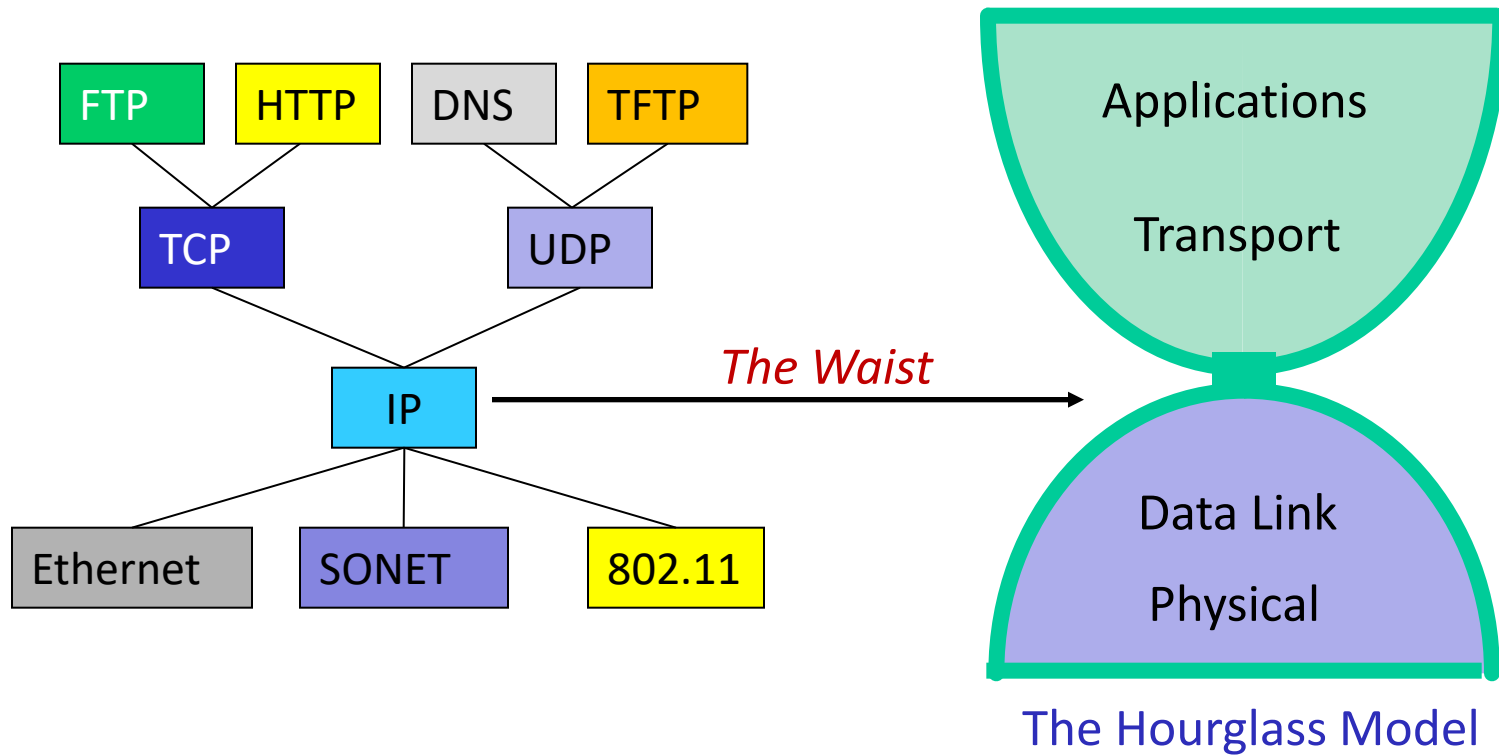 FTP
HTTP
DNS
TFTP
TCP
UDP
IP
The Waist
Ethernet
SONET
802.11
Applications
Transport
Data Link
Physical
The Hourglass Model